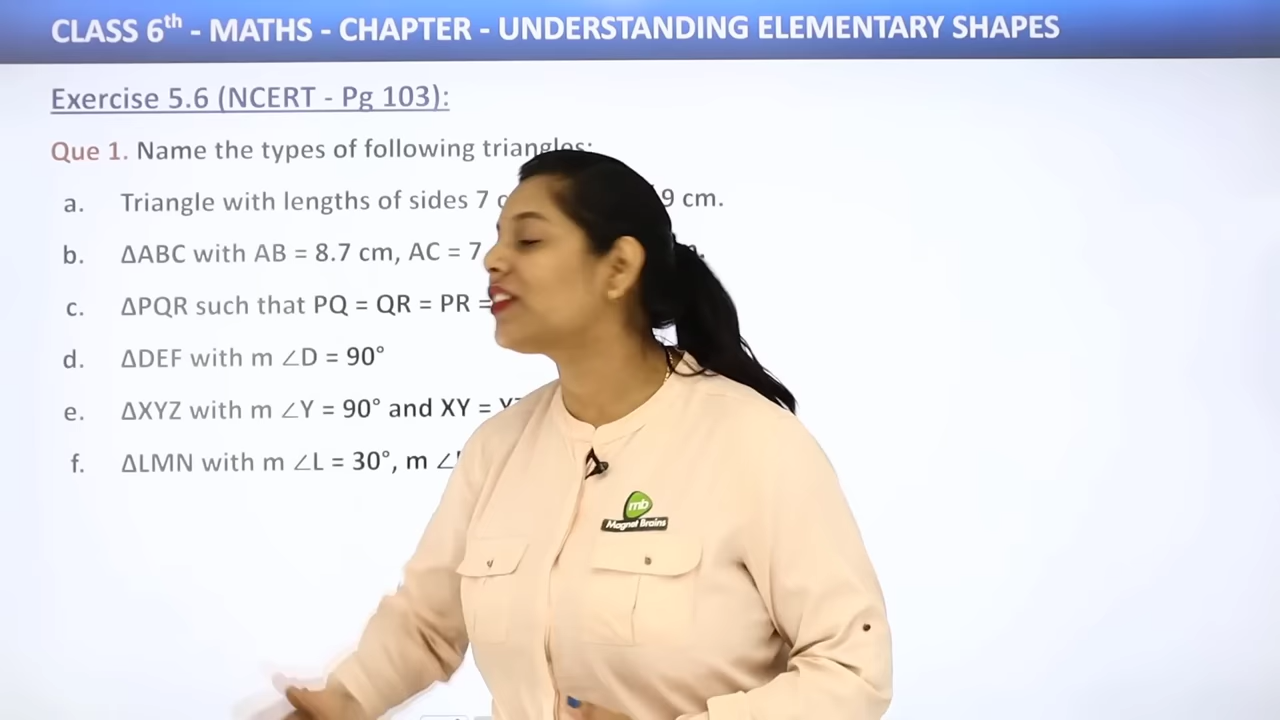 CLASS 6th - MATHS - CHAPTER - UNDERSTANDING ELEMENTARY SHAPES
Exercise 5.6 (NCERT - Pg 103):
Que 1. Name the types of following triangles:
a. Triangle with lengths of sides 7 9 cm.
b. ΔABC with AB = 8.7 cm, AC = 7
c. ΔPQR such that PQ = QR = PR =
d. ΔDEF with m ∠D = 90°
e. ΔXYZ with m ∠Y = 90° and XY =
f. ΔLMN with m ∠L = 30°, m ∠
mb
Magnet Brains